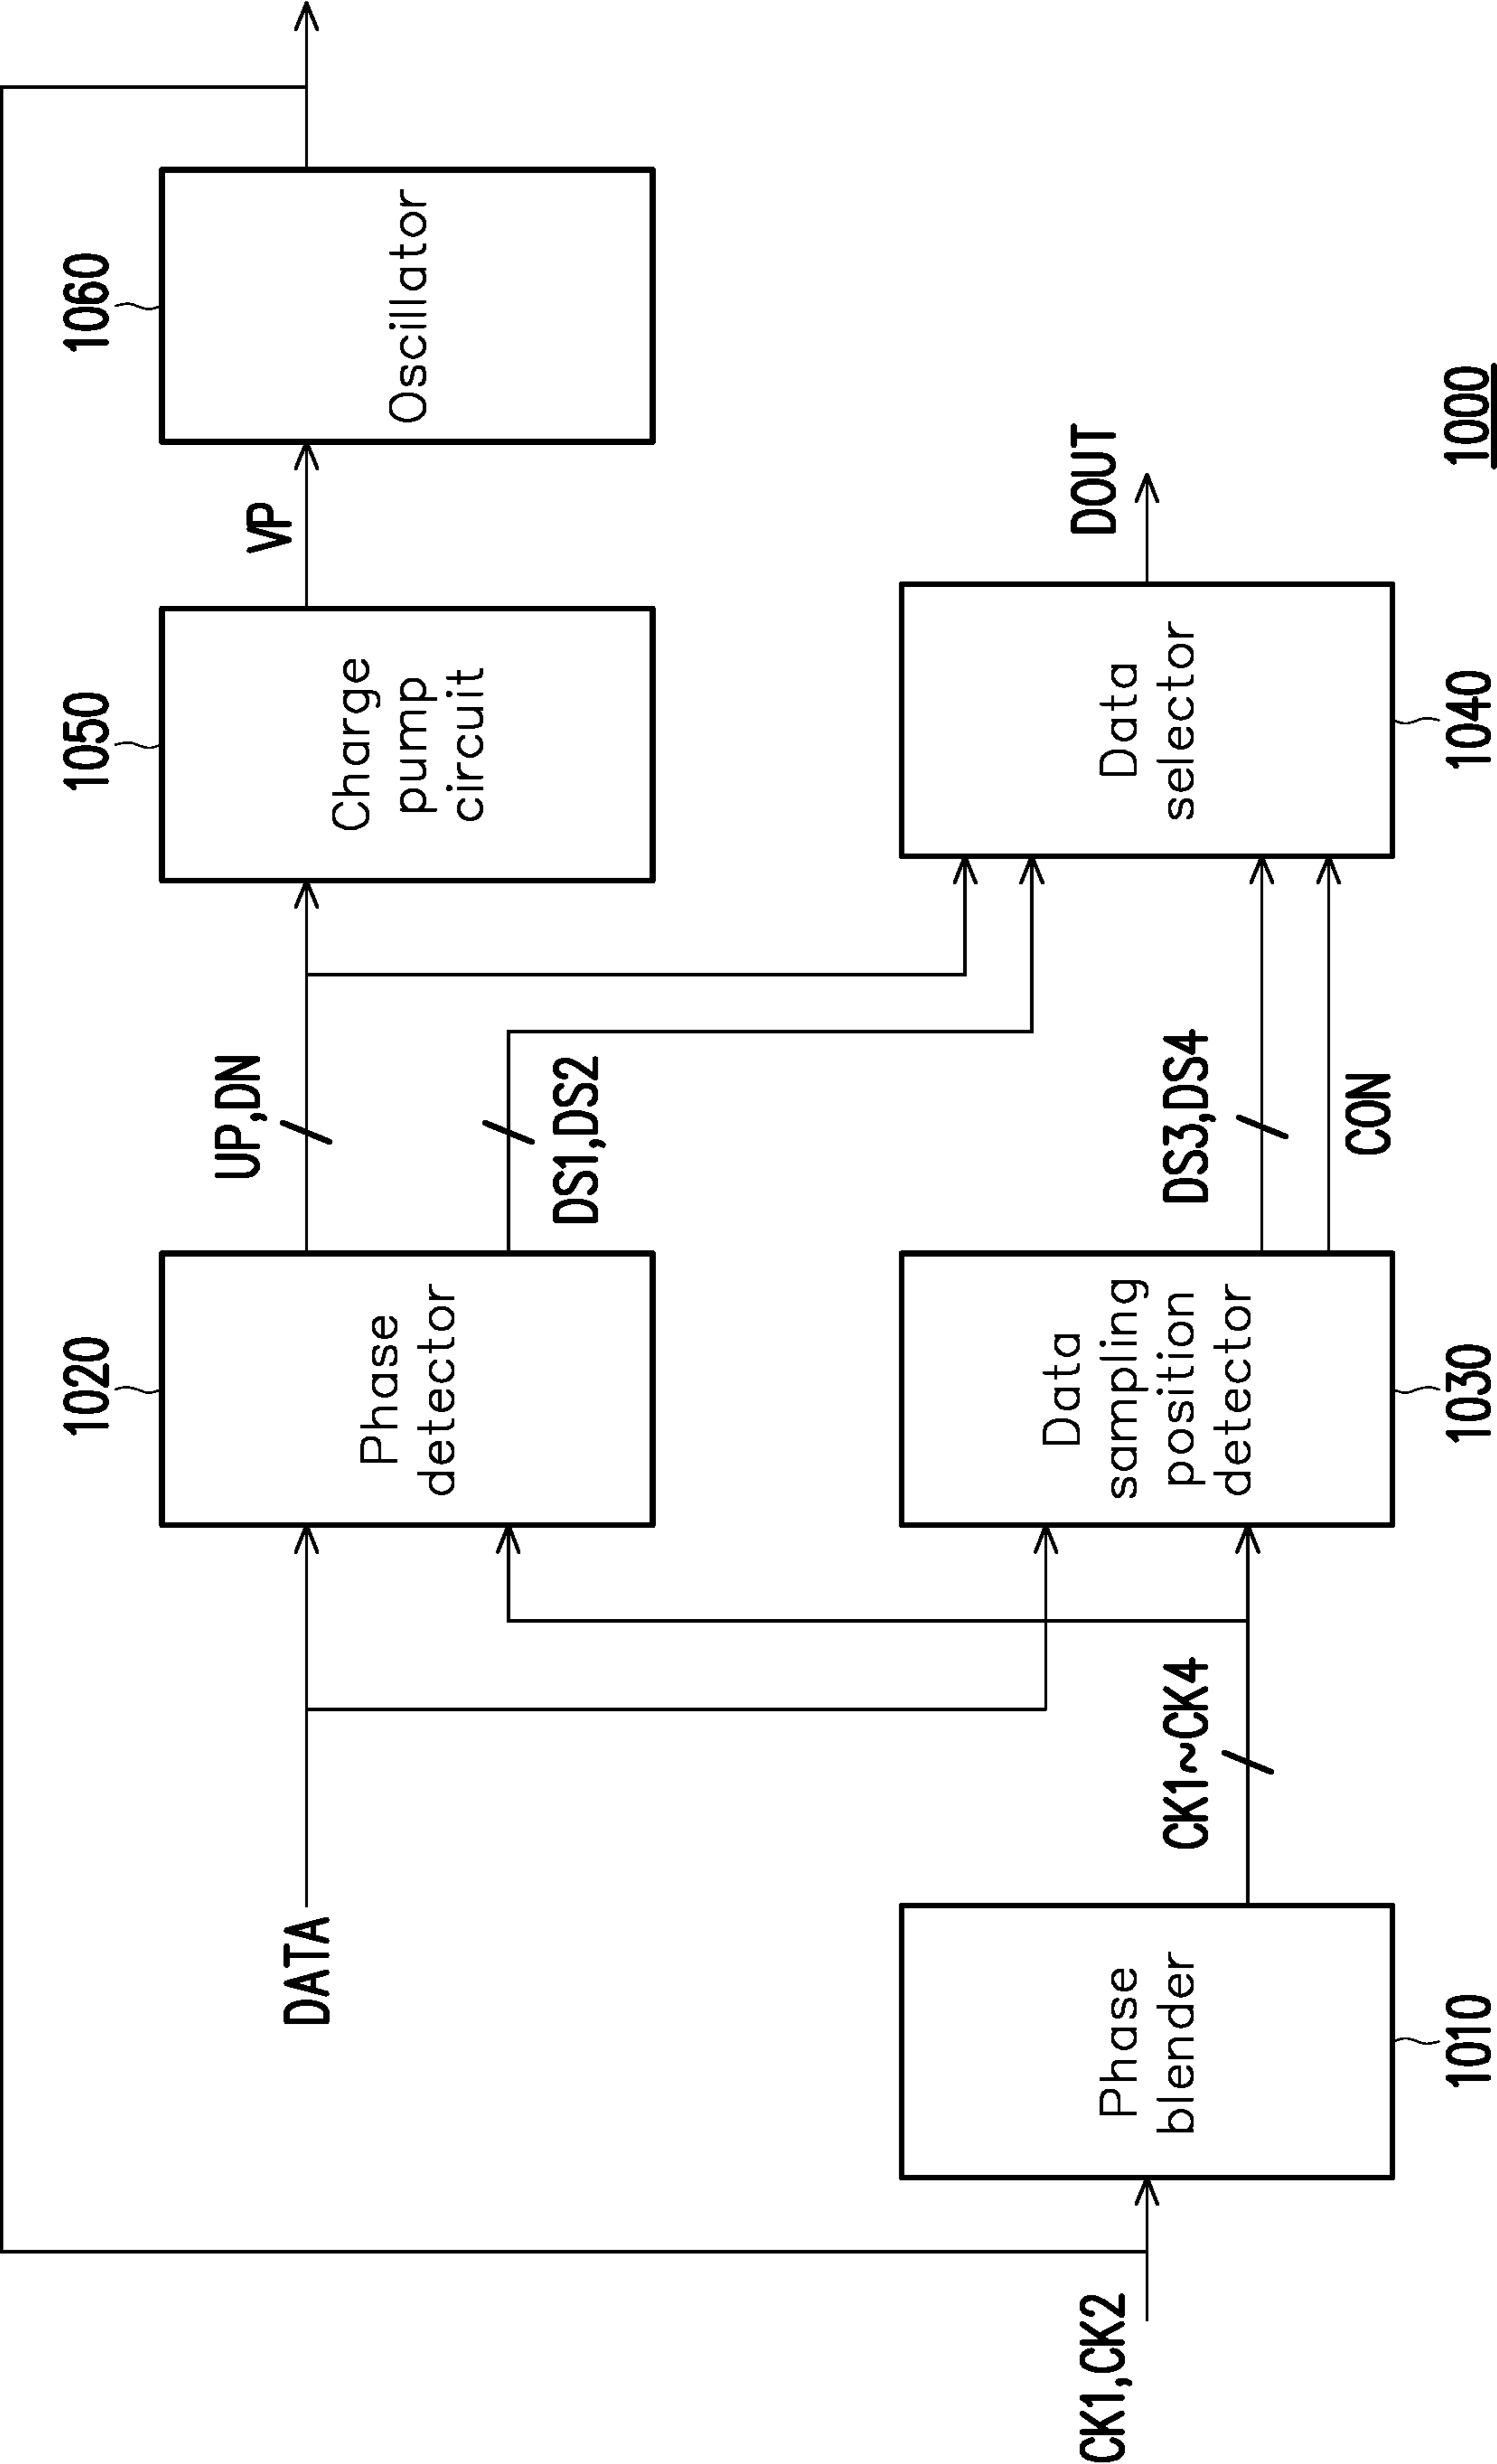 1020
1050
1060
Phase
detector
Charge
pump
circuit
Oscillator
UP,DN
VP
DATA
DS1,DS2
CK1,CK2
Phase
blender
CK1~CK4
Data
sampling
position
detector
DS3,DS4
CON
Data
selector
DOUT
1010
1030
1040
1000